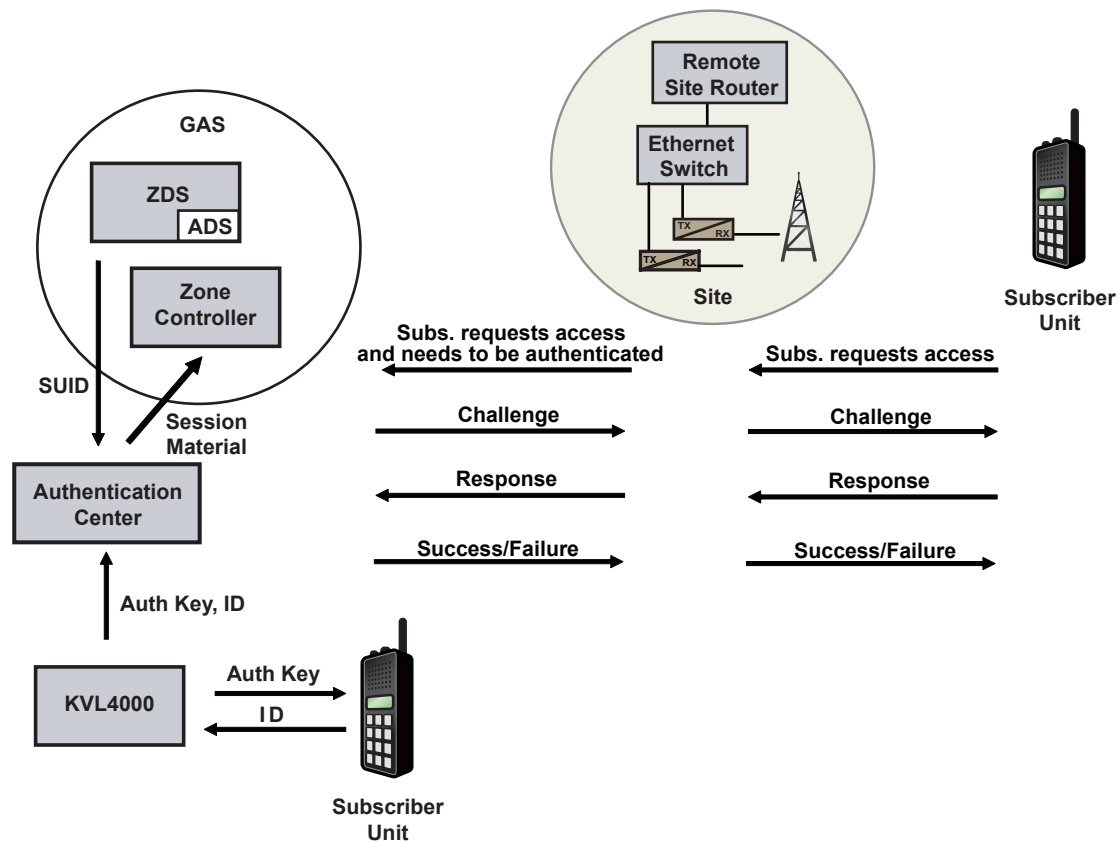 GAS
ZDS
ADS
Zone
Controller
SUID
Session
Material
Authentication
Center
Auth Key, ID
KVL4000
Auth Key
ID
Subscriber
Unit
Remote
Site Router
Ethernet
Switch
TX
RX
TX
RX
Site
Subscriber
Unit
Subs. requests access
and needs to be authenticated
Subs. requests access
Challenge
Challenge
Response
Response
Success/Failure
Success/Failure